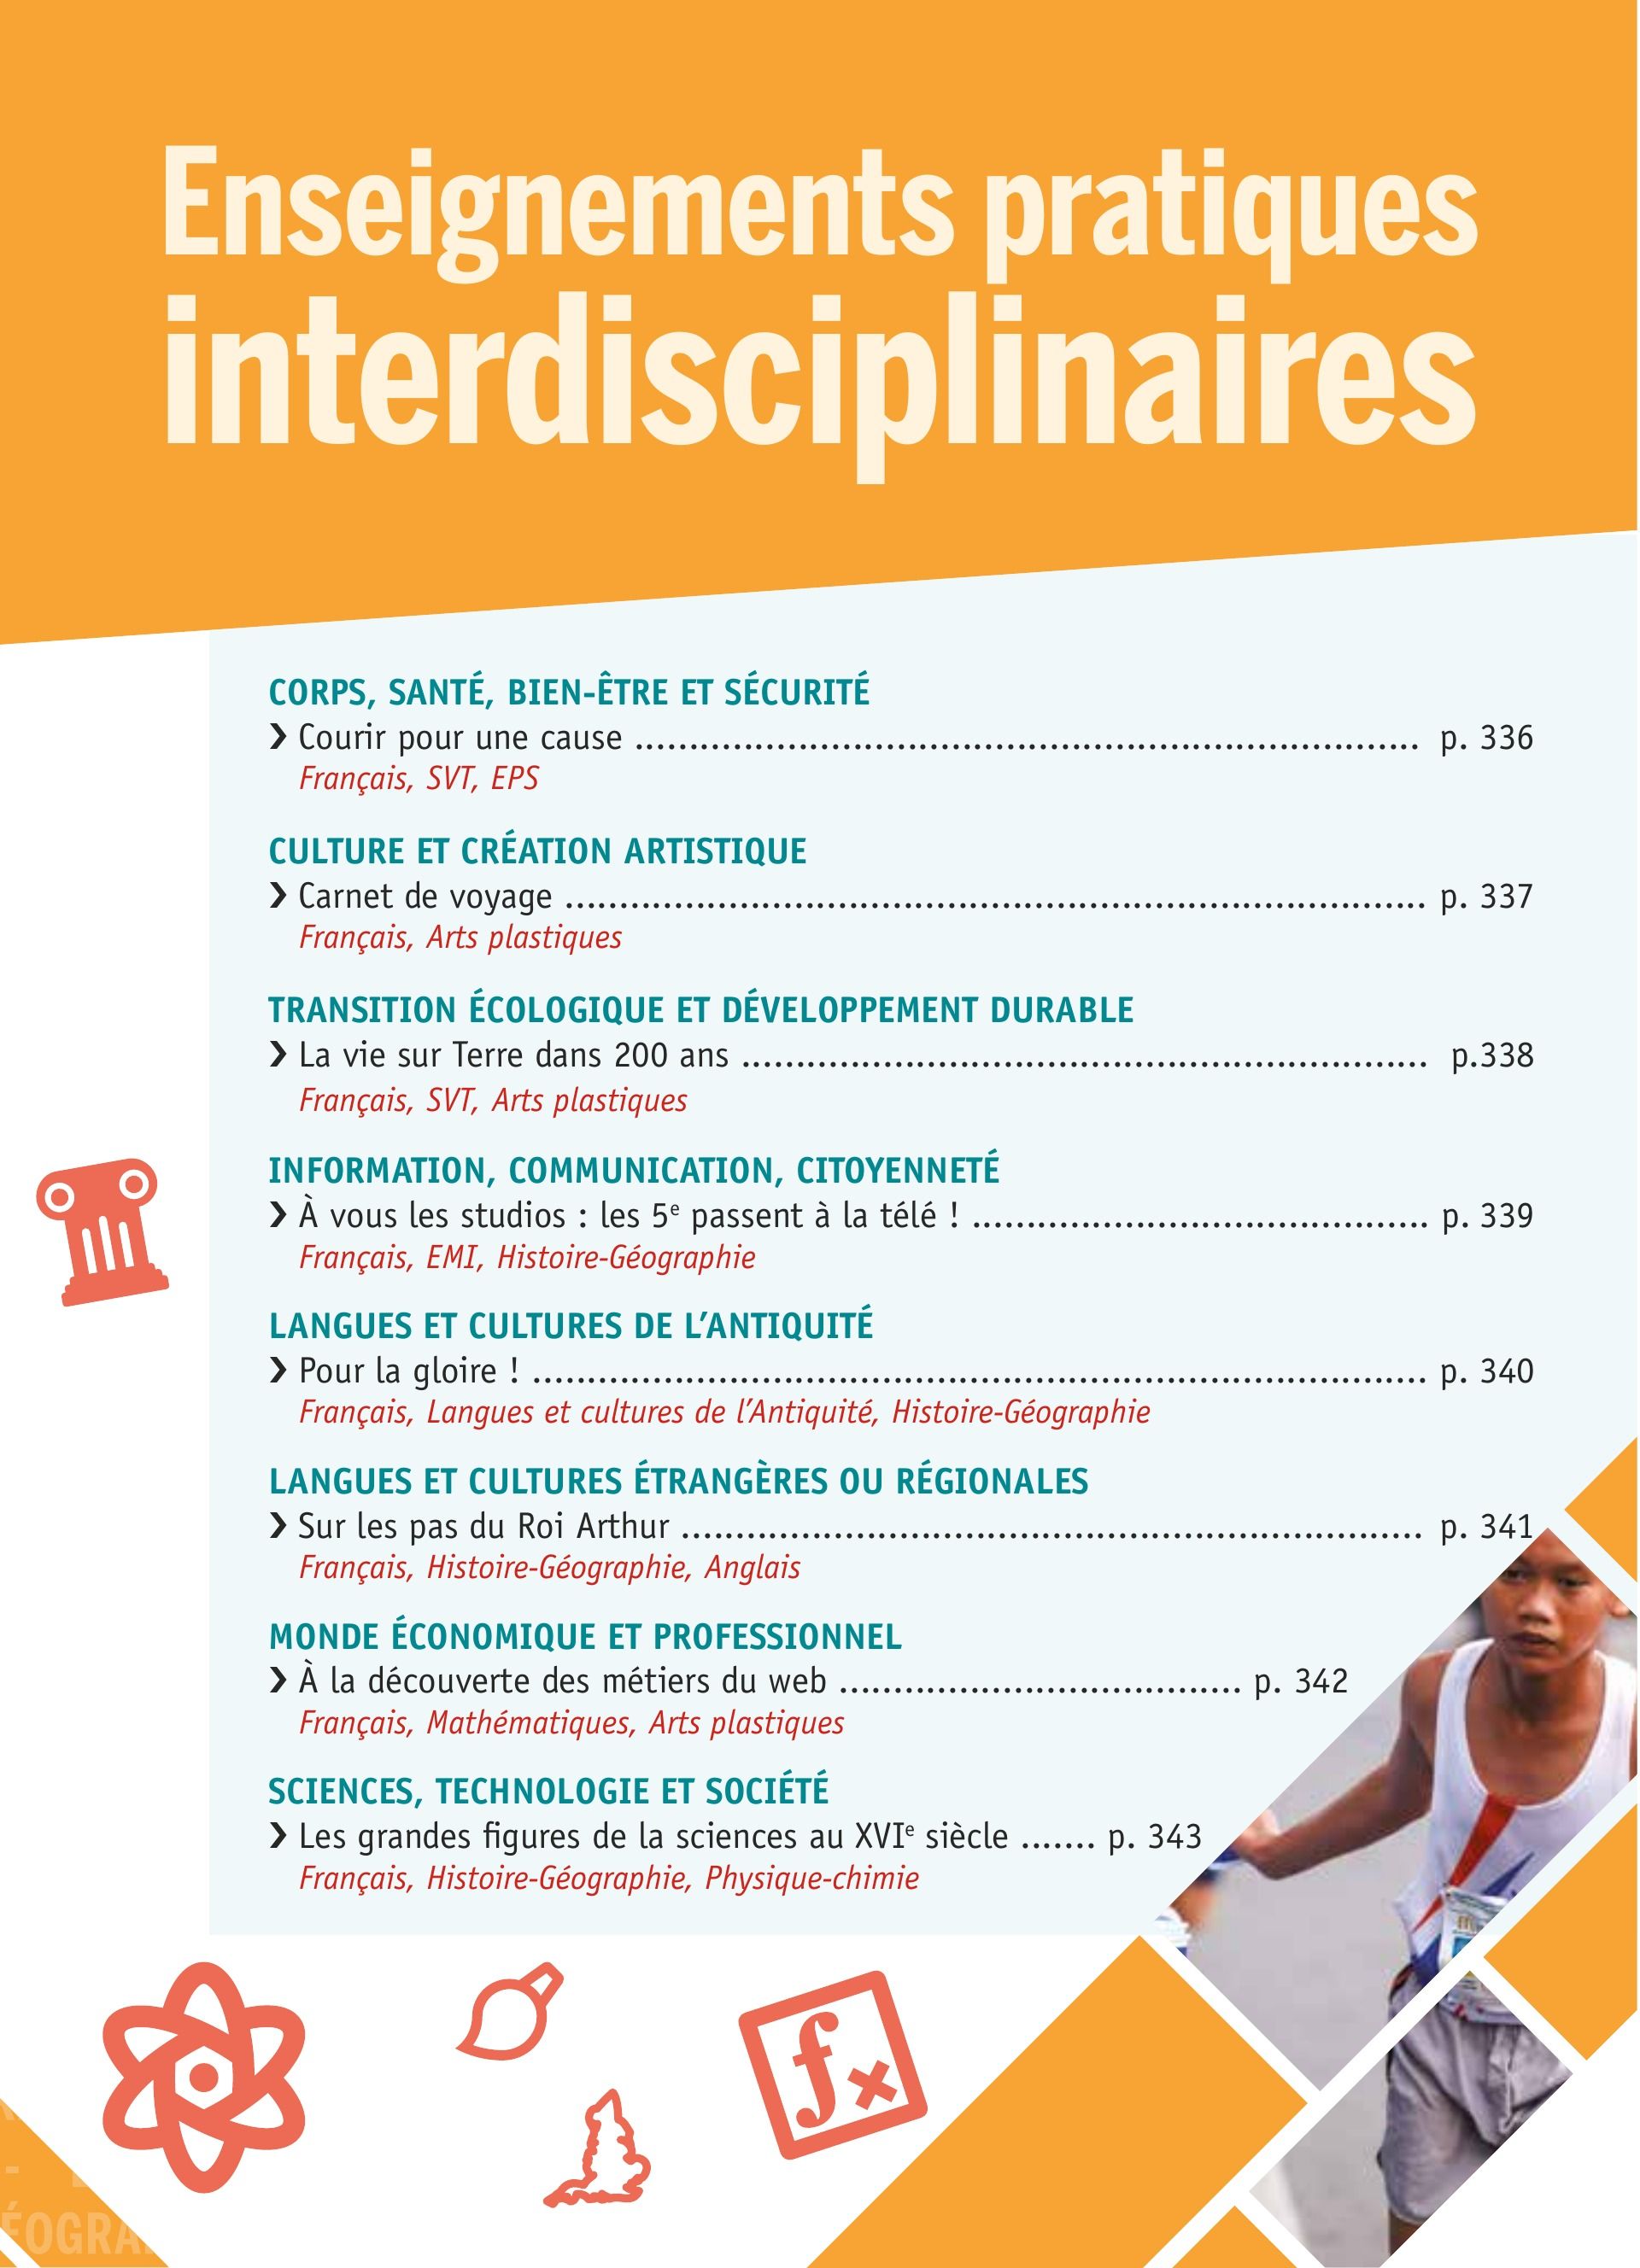 Enseignements pratiques
interdisciplinaires
CORPS, SANTÉ, BIEN-ÊTRE ET SÉCURITÉ
❯ Courir pour une cause ........................................................................ p. 336
Français, SVT, EPS
CULTURE ET CRÉATION ARTISTIQUE
❯ Carnet de voyage ............................................................................... p. 337
Français, Arts plastiques
TRANSITION ÉCOLOGIQUE ET DÉVELOPPEMENT DURABLE
❯ La vie sur Terre dans 200 ans ............................................................... p.338
Français, SVT, Arts plastiques
INFORMATION, COMMUNICATION, CITOYENNETÉ
❯ À vous les studios : les 5e passent à la télé ! .......................................... p. 339
Français, EMI, Histoire-Géographie
LANGUES ET CULTURES DE L’ANTIQUITÉ
❯ Pour la gloire ! .................................................................................. p. 340
Français, Langues et cultures de l’Antiquité, Histoire-Géographie
LANGUES ET CULTURES ÉTRANGÈRES OU RÉGIONALES
❯ Sur les pas du Roi Arthur .................................................................... p. 341
Français, Histoire-Géographie, Anglais
MONDE ÉCONOMIQUE ET PROFESSIONNEL
❯ À la découverte des métiers du web ..................................... p. 342
Français, Mathématiques, Arts plastiques
SCIENCES, TECHNOLOGIE ET SOCIÉTÉ
❯ Les grandes figures de la sciences au XVIe siècle ....... p. 343
Français, Histoire-Géographie, Physique-chimie
fx